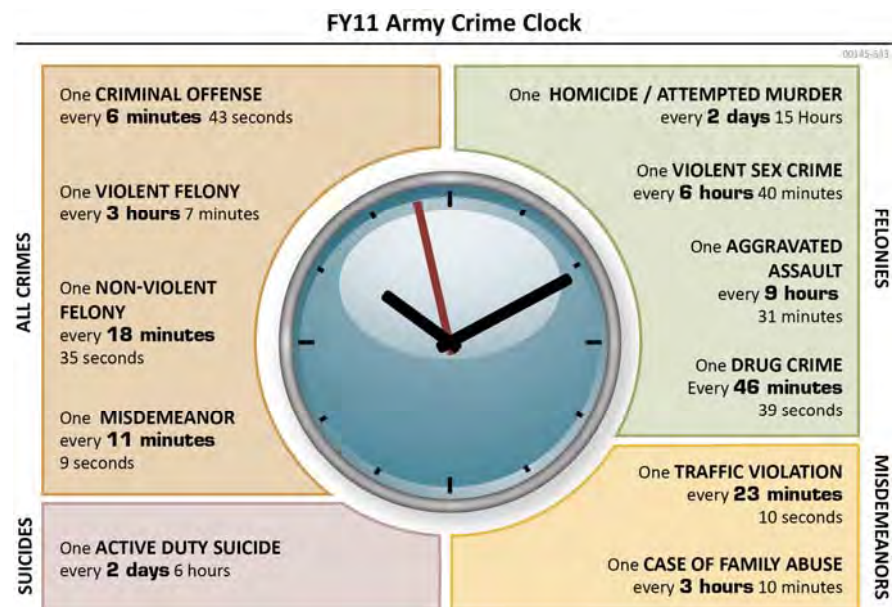 FY11 Army Crime Clock
ALL CRIMES
One CRIMINAL OFFENSE
every 6 minutes 43 seconds
One VIOLENT FELONY
every 3 hours 7 minutes
One NON-VIOLENT
FELONY
every 18 minutes
35 seconds
One MISDEMEANOR
every 11 minutes
9 seconds
SUICIDES
One ACTIVE DUTY SUICIDE
every 2 days 6 hours
One HOMICIDE / ATTEMPTED MURDER
every 2 days 15 Hours
One VIOLENT SEX CRIME
every 6 hours 40 minutes
One AGGRAVATED
ASSAULT
every 9 hours
31 minutes
One DRUG CRIME
Every 46 minutes
39 seconds
FELONIES
One TRAFFIC VIOLATION
every 23 minutes
10 seconds
One CASE OF FAMILY ABUSE
every 3 hours 10 minutes
MISDEMEANORS